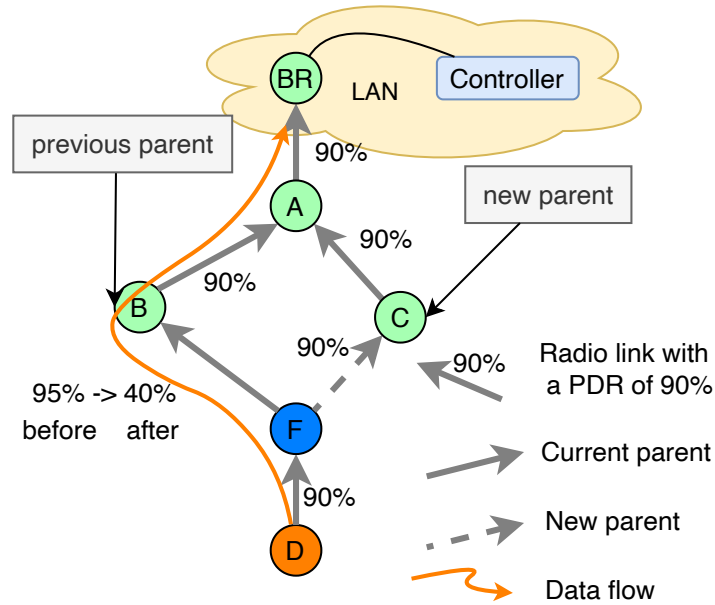 BR
LAN
Controller
previous parent
90%
A
new parent
90%
90%
B
C
90%
95% -> 40%
before after
F
90%
D
90%
Radio link with
a PDR of 90%
Current parent
New parent
Data flow